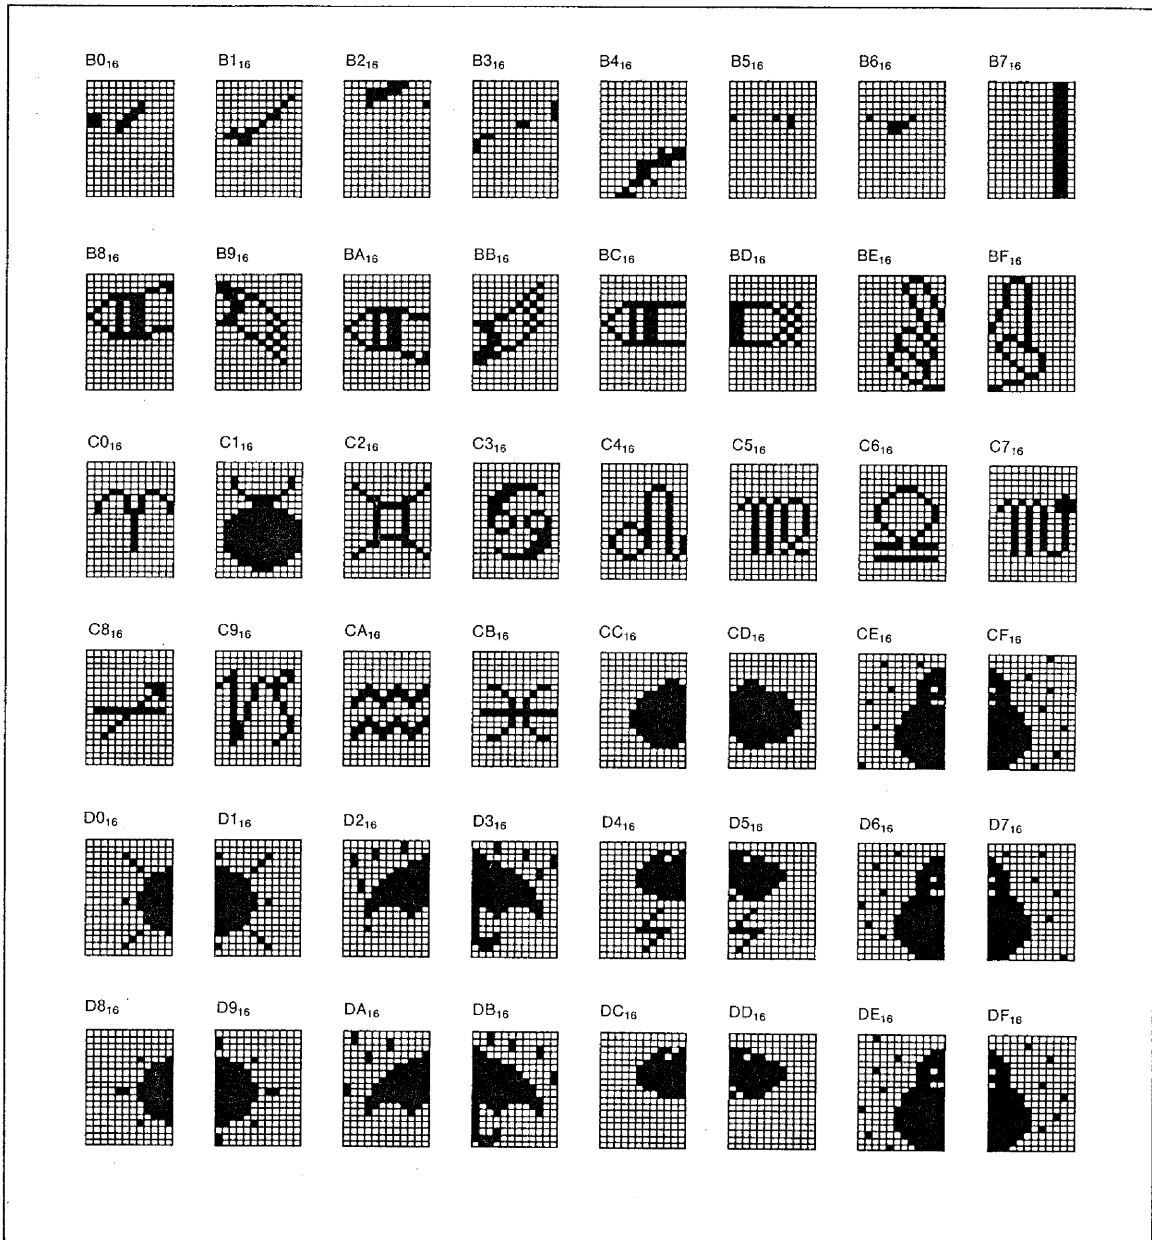 B0₁₆ B1₁₆ B2₁₆ B3₁₆ B4₁₆ B5₁₆ B6₁₆ B7₁₆
B8₁₆ B9₁₆ BA₁₆ BB₁₆ BC₁₆ BD₁₆ BE₁₆ BF₁₆
C0₁₆ C1₁₆ C2₁₆ C3₁₆ C4₁₆ C5₁₆ C6₁₆ C7₁₆
C8₁₆ C9₁₆ CA₁₆ CB₁₆ CC₁₆ CD₁₆ CE₁₆ CF₁₆
D0₁₆ D1₁₆ D2₁₆ D3₁₆ D4₁₆ D5₁₆ D6₁₆ D7₁₆
D8₁₆ D9₁₆ DA₁₆ DB₁₆ DC₁₆ DD₁₆ DE₁₆ DF₁₆